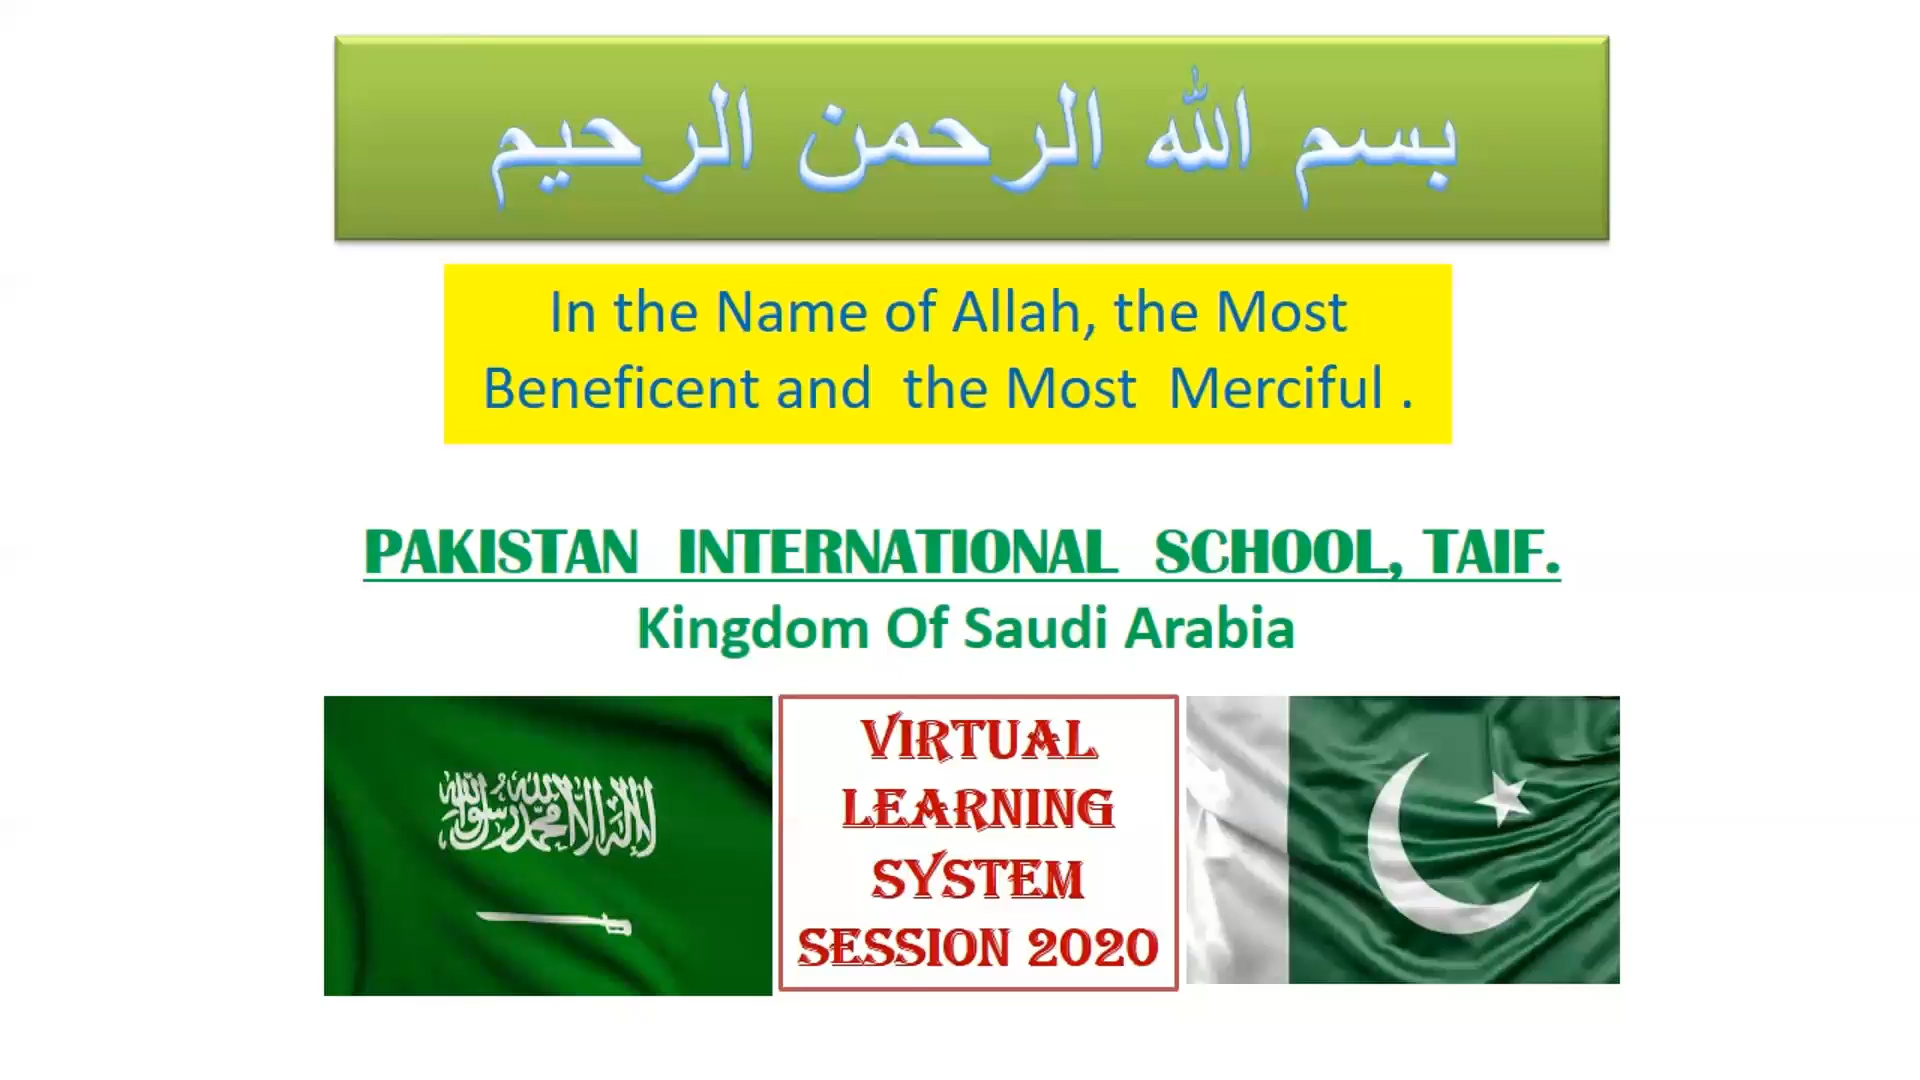 بسم الله الرحمن الرحيم
In the Name of Allah, the Most
Beneficent and the Most Merciful .
PAKISTAN INTERNATIONAL SCHOOL, TAIF.
Kingdom Of Saudi Arabia
لا إله إلا الله محمد رسول الله
VIRTUAL
LEARNING
SYSTEM
SESSION 2020